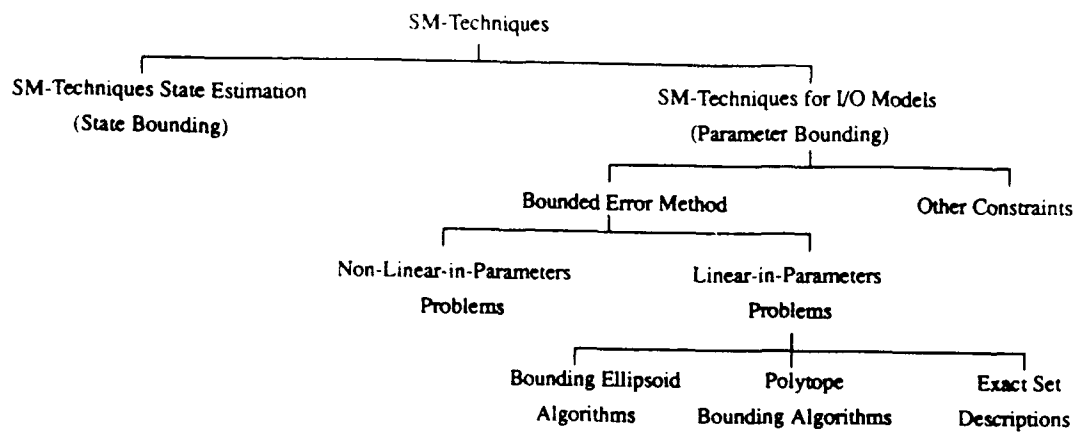 SM-Techniques
SM-Techniques State Estimation
(State Bounding)
SM-Techniques for I/O Models
(Parameter Bounding)
Bounded Error Method
Other Constraints
Non-Linear-in-Parameters
Problems
Linear-in-Parameters
Problems
Bounding Ellipsoid
Algorithms
Polytope
Bounding Algorithms
Exact Set
Descriptions